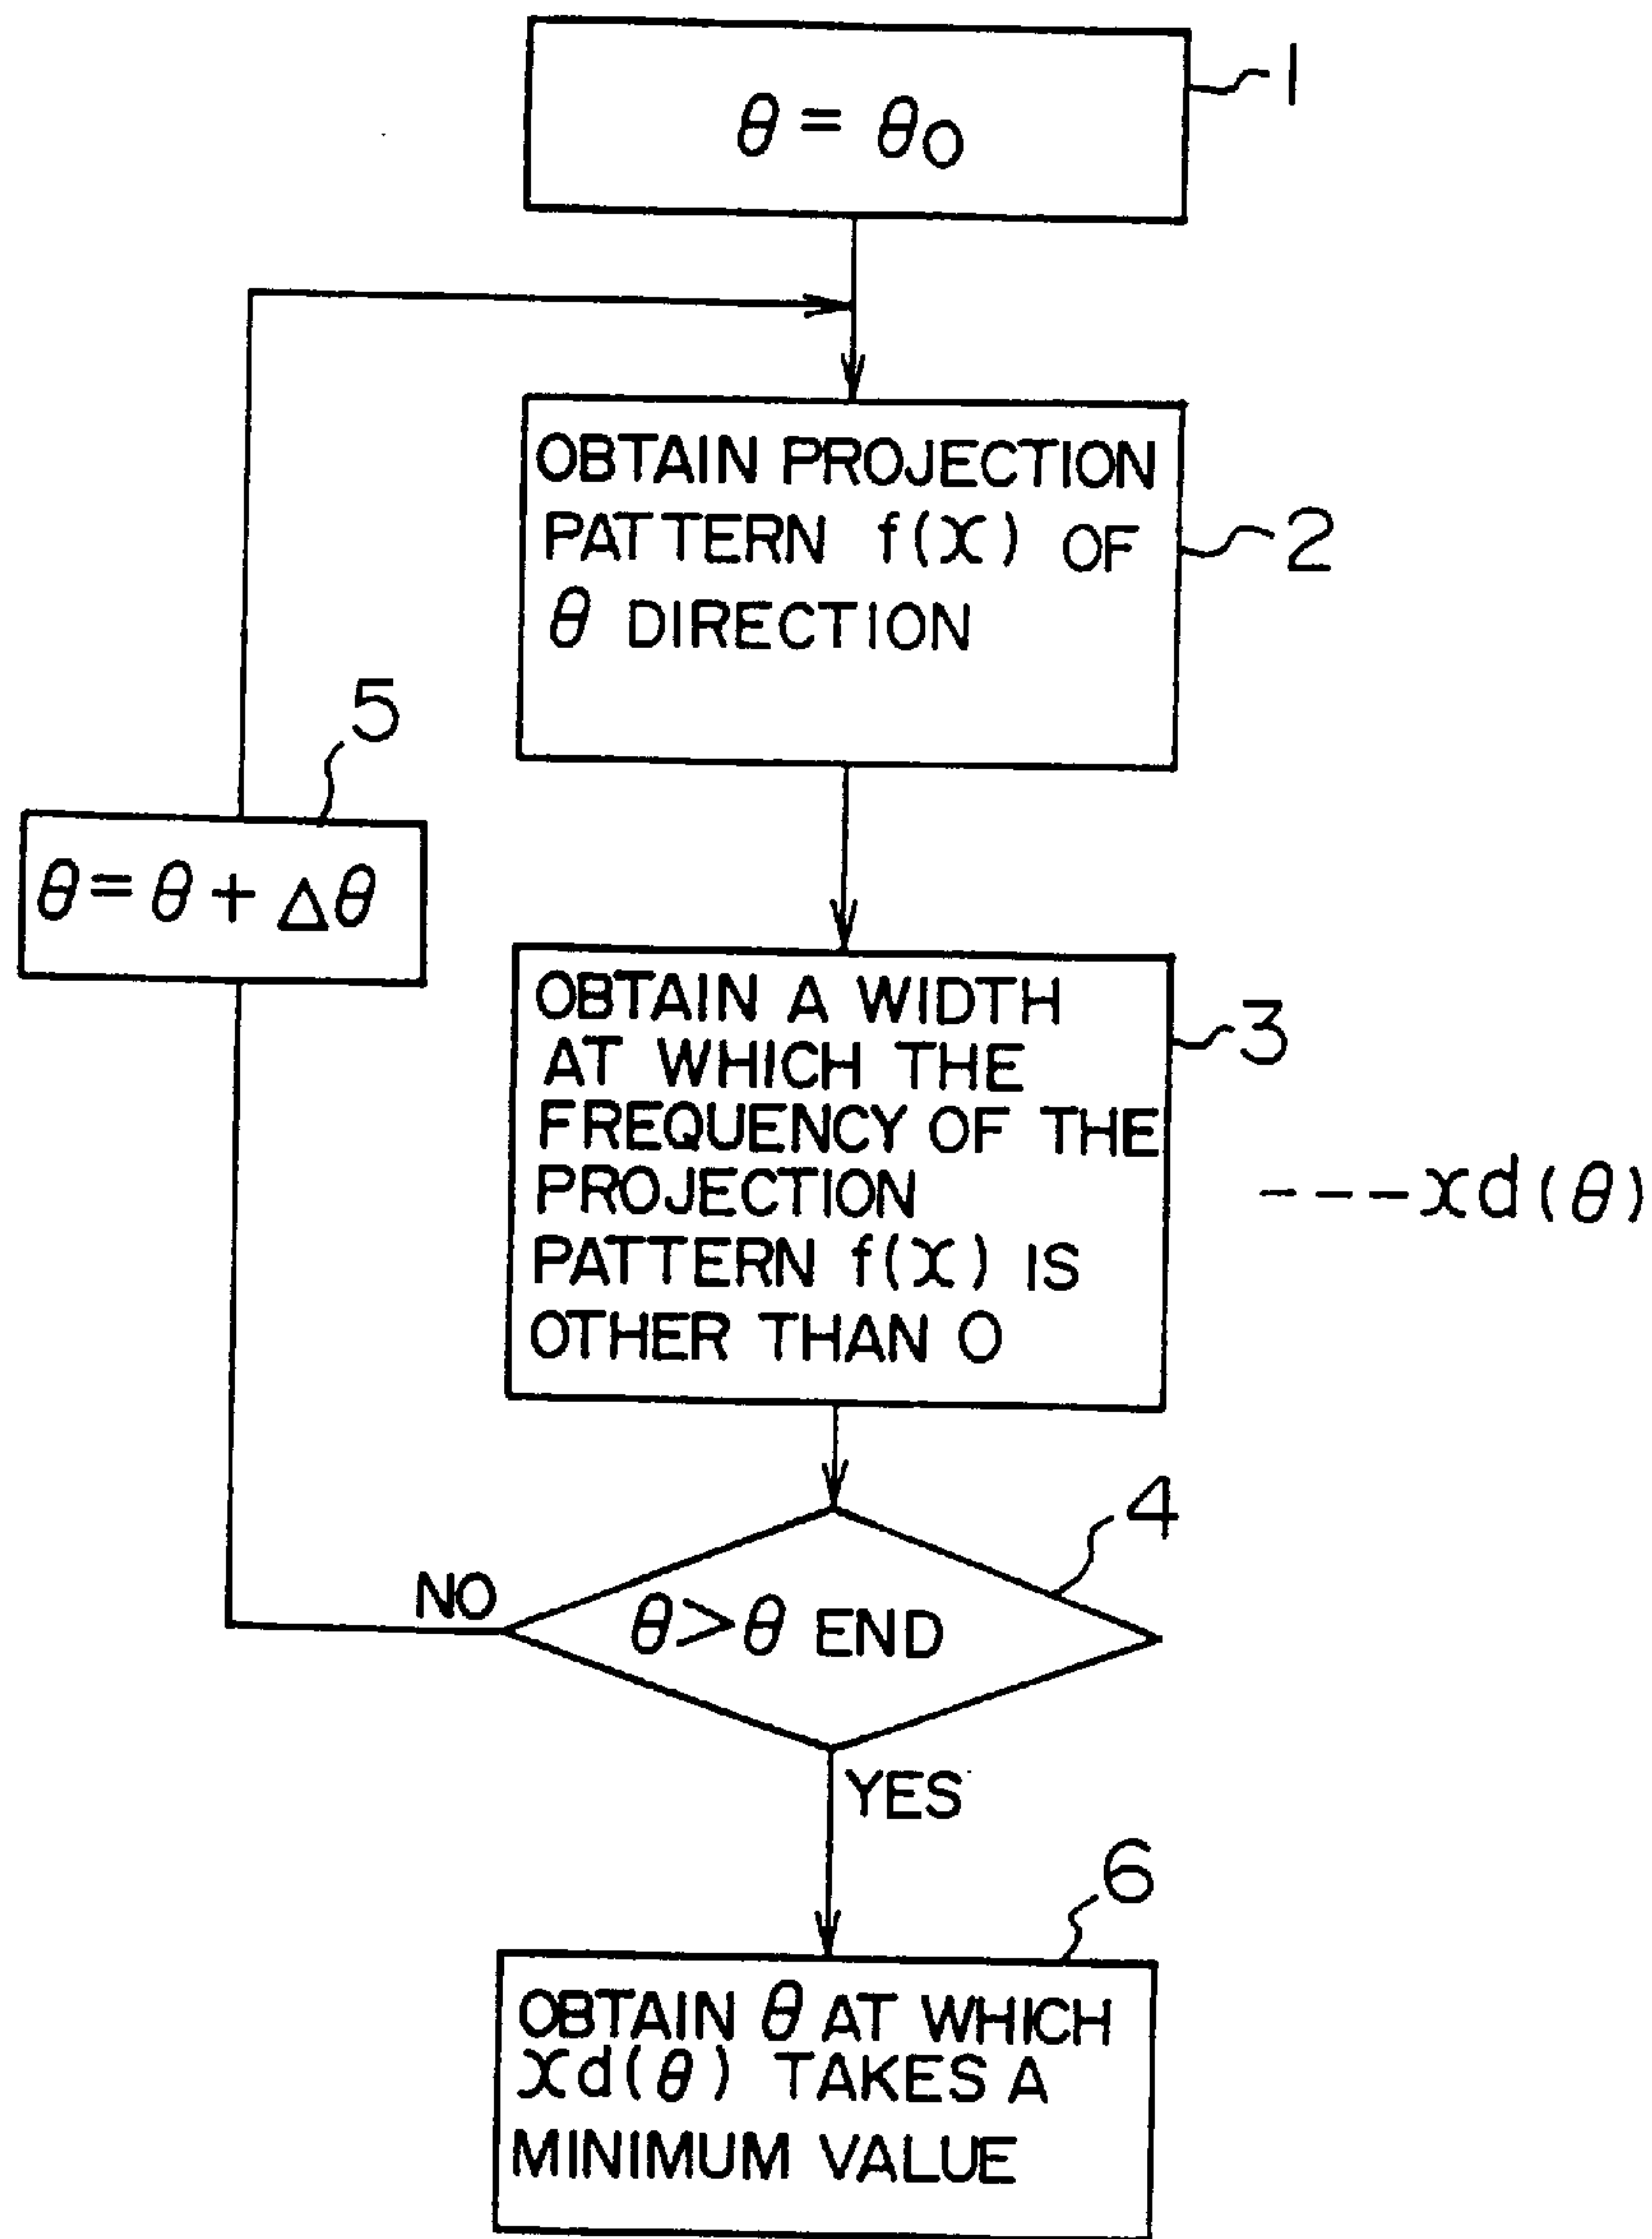 1
θ = θ0
OBTAIN PROJECTION
PATTERN f(x) OF
θ DIRECTION
2
5
θ = θ + Δθ
OBTAIN A WIDTH
AT WHICH THE
FREQUENCY OF THE
PROJECTION
PATTERN f(x) IS
OTHER THAN 0
3
---xd(θ)
4
NO
θ>θ END
YES
6
OBTAIN θ AT WHICH
xd(θ) TAKES A
MINIMUM VALUE